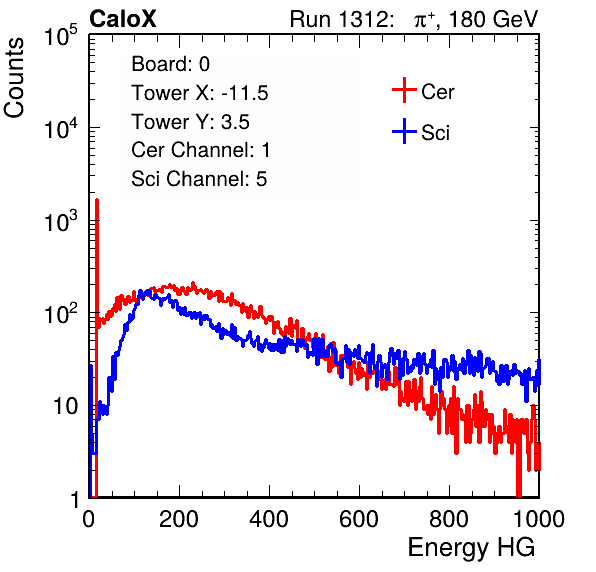 CaloX Run 1312: π⁺, 180 GeV
Counts
10⁵
10⁴
10³
10²
10
1
Board: 0
Tower X: -11.5
Tower Y: 3.5
Cer Channel: 1
Sci Channel: 5
Cer
Sci
0 200 400 600 800 1000
Energy HG